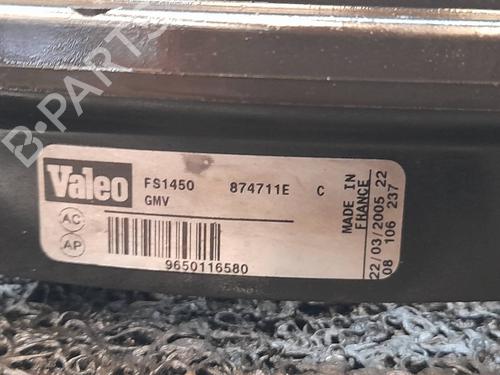 B-PARTS
Valeo FS1450 874711E C
GMV
AC
AP
9650116580
MADE IN
FRANCE
22/03/2005 22
08 106 237